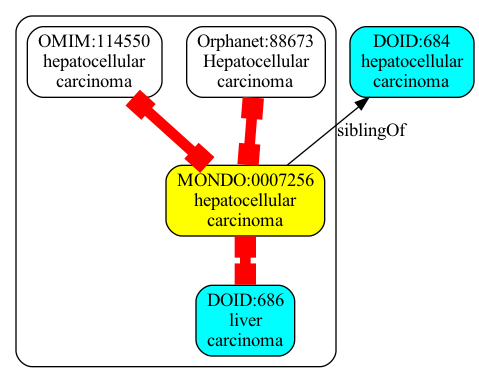 OMIM:114550
hepatocellular
carcinoma
Orphanet:88673
Hepatocellular
carcinoma
DOID:684
hepatocellular
carcinoma
siblingOf
MONDO:0007256
hepatocellular
carcinoma
DOID:686
liver
carcinoma